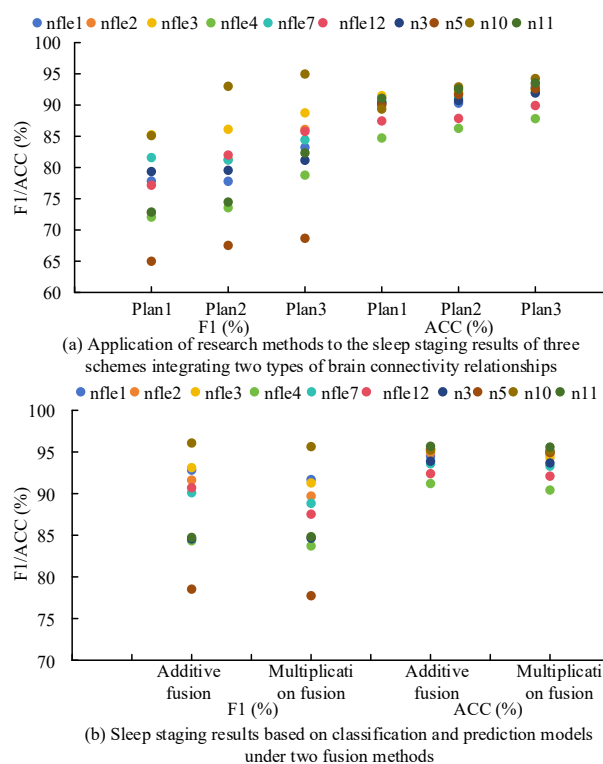 nfle1 nfle2 nfle3 nfle4 nfle7 nfle12 n3 n5 n10 n11
100
95
90
85
80
75
70
65
60
F1/ACC (%)
Plan1 Plan2 Plan3 Plan1 Plan2 Plan3
F1 (%) ACC (%)
(a) Application of research methods to the sleep staging results of three
schemes integrating two types of brain connectivity relationships
nfle1 nfle2 nfle3 nfle4 nfle7 nfle12 n3 n5 n10 n11
100
95
90
85
80
75
70
F1/ACC (%)
Additive Multiplicati Additive Multiplicati
fusion on fusion fusion on fusion
F1 (%) ACC (%)
(b) Sleep staging results based on classification and prediction models
under two fusion methods